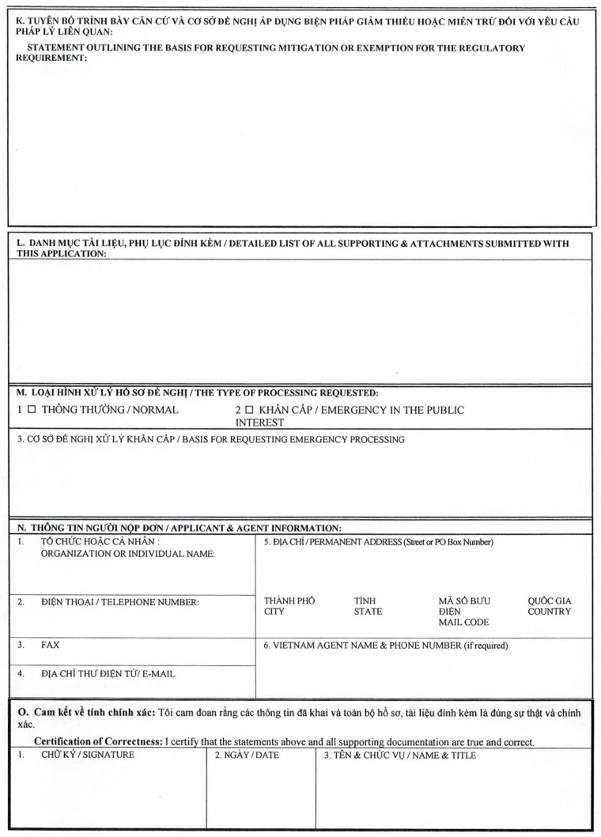 K. TUYÊN BỐ TRÌNH BÀY CĂN CỨ VÀ CƠ SỞ ĐỀ NGHỊ ÁP DỤNG BIỆN PHÁP GIẢM THIỂU HOẶC MIỄN TRỪ ĐỐI VỚI YÊU CẦU
PHÁP LÝ LIÊN QUAN:
STATEMENT OUTLINING THE BASIS FOR REQUESTING MITIGATION OR EXEMPTION FOR THE REGULATORY
REQUIREMENT:
L. DANH MỤC TÀI LIỆU, PHỤ LỤC ĐÍNH KÈM / DETAILED LIST OF ALL SUPPORTING & ATTACHMENTS SUBMITTED WITH
THIS APPLICATION:
M. LOẠI HÌNH XỬ LÝ HỒ SƠ ĐỀ NGHỊ / THE TYPE OF PROCESSING REQUESTED:
1 ☐ THÔNG THƯỜNG / NORMAL 2 ☐ KHẨN CẤP / EMERGENCY IN THE PUBLIC
INTEREST
3. CƠ SỞ ĐỀ NGHỊ XỬ LÝ KHẨN CẤP / BASIS FOR REQUESTING EMERGENCY PROCESSING
N. THÔNG TIN NGƯỜI NỘP ĐƠN / APPLICANT & AGENT INFORMATION:
1. TỔ CHỨC HOẶC CÁ NHÂN :
ORGANIZATION OR INDIVIDUAL NAME:
5. ĐỊA CHỈ / PERMANENT ADDRESS (Street or PO Box Number)
2. ĐIỆN THOẠI / TELEPHONE NUMBER:
THÀNH PHỐ TỈNH MÃ SỐ BƯU QUỐC GIA
CITY STATE ĐIỆN COUNTRY
MAIL CODE
3. FAX
6. VIETNAM AGENT NAME & PHONE NUMBER (if required)
4. ĐỊA CHỈ THƯ ĐIỆN TỬ/ E-MAIL
O. Cam kết về tính chính xác: Tôi cam đoan rằng các thông tin đã khai và toàn bộ hồ sơ, tài liệu đính kèm là đúng sự thật và chính
xác.
Certification of Correctness: I certify that the statements above and all supporting documentation are true and correct.
1. CHỮ KÝ / SIGNATURE 2. NGÀY / DATE 3. TÊN & CHỨC VỤ / NAME & TITLE